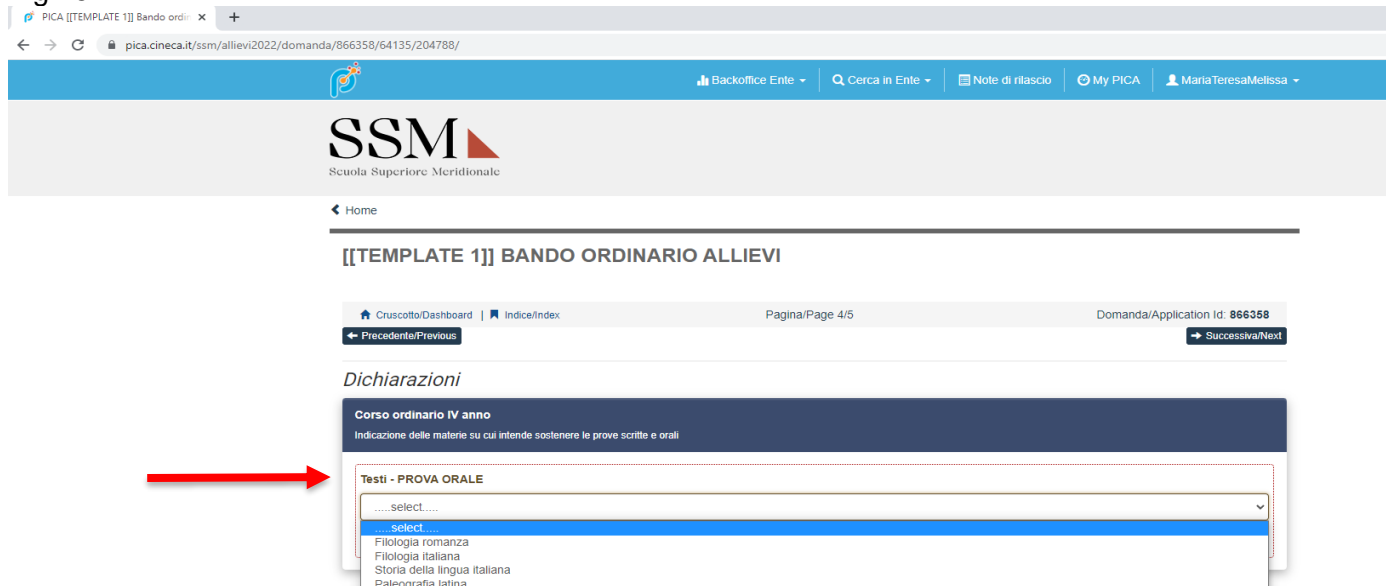 PICA [[TEMPLATE 1]] Bando ordin
pica.cineca.it/ssm/allievi2022/domanda/866358/64135/204788/
Backoffice Ente Cerca in Ente Note di rilascio My PICA MariaTeresaMelissa
SSM
Scuola Superiore Meridionale
Home
[[TEMPLATE 1]] BANDO ORDINARIO ALLIEVI
Cruscotto/Dashboard | Indice/Index Pagina/Page 4/5 Domanda/Application Id: 866358
Precedente/Previous Successiva/Next
Dichiarazioni
Corso ordinario IV anno
Indicazione delle materie su cui intende sostenere le prove scritte e orali
Testi - PROVA ORALE
.....select.....
.....select.....
Filologia romanza
Filologia italiana
Storia della lingua italiana
Paleografia latina